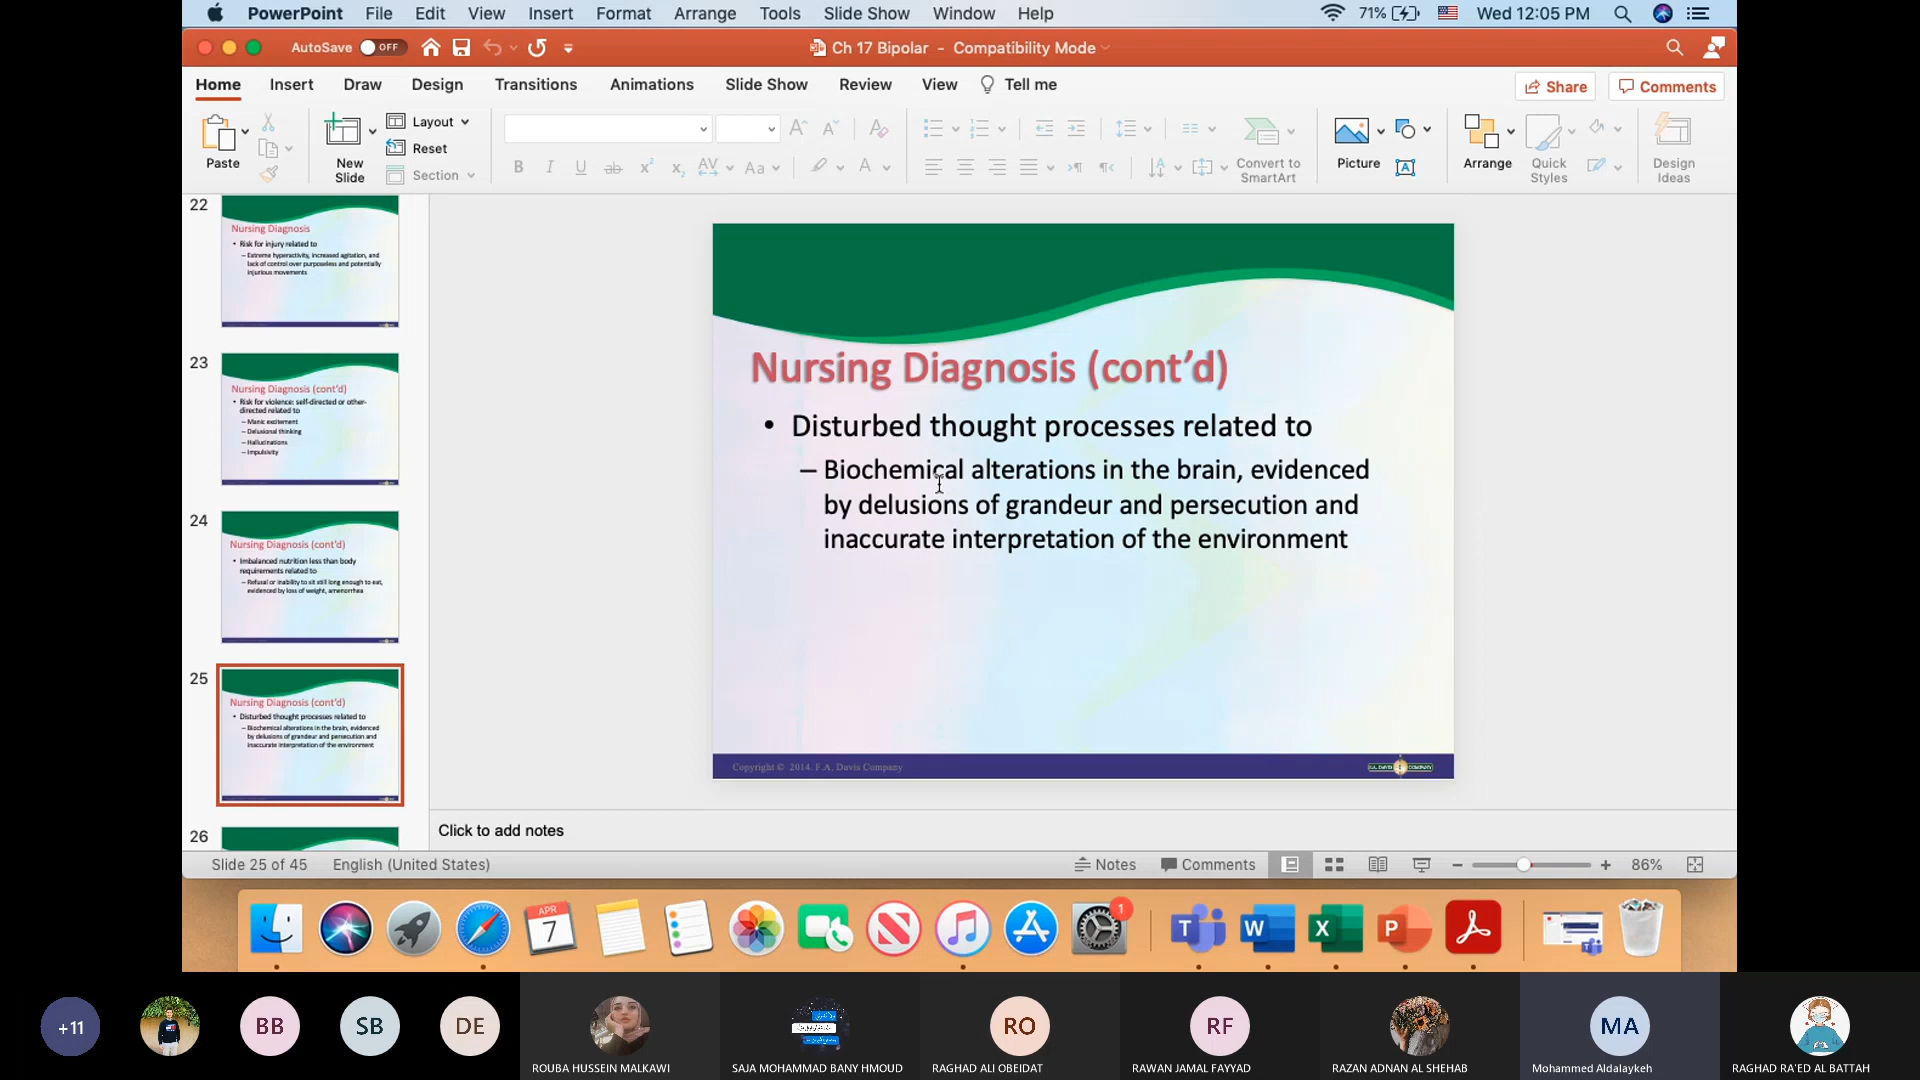 PowerPoint File Edit View Insert Format Arrange Tools Slide Show Window Help 71% Wed 12:05 PM
AutoSave OFF Ch 17 Bipolar - Compatibility Mode
Home Insert Draw Design Transitions Animations Slide Show Review View Tell me Share Comments
Paste New Slide Layout Reset Section
Convert to SmartArt Picture Arrange Quick Styles Design Ideas
22
Nursing Diagnosis
• Risk for injury related to
– Extreme hyperactivity, increased agitation, and
lack of control over purposeless and potentially
injurious movements
23
Nursing Diagnosis (cont’d)
• Risk for violence: self-directed or other-
directed related to
– Manic excitement
– Delusional thinking
– Hallucinations
– Impulsivity
24
Nursing Diagnosis (cont’d)
• Imbalanced nutrition less than body
requirements related to
– Refusal or inability to sit still long enough to eat,
evidenced by loss of weight, amenorrhea
25
Nursing Diagnosis (cont’d)
• Disturbed thought processes related to
– Biochemical alterations in the brain, evidenced
by delusions of grandeur and persecution and
inaccurate interpretation of the environment
26
Nursing Diagnosis (cont’d)
• Disturbed thought processes related to
– Biochemical alterations in the brain, evidenced
by delusions of grandeur and persecution and
inaccurate interpretation of the environment
Copyright © 2014. F.A. Davis Company
F.A. DAVIS COMPANY
Click to add notes
Slide 25 of 45 English (United States) Notes Comments 86%
APR
7
1
T W X P
+11 BB SB DE RO RF MA
ROUBA HUSSEIN MALKAWI SAJA MOHAMMAD BANY HMOUD RAGHAD ALI OBEIDAT RAWAN JAMAL FAYYAD RAZAN ADNAN AL SHEHAB Mohammed Aldalaykeh RAGHAD RA'ED AL BATTAH